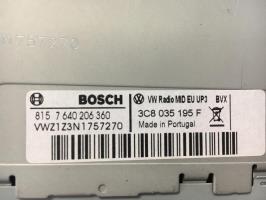 VWZ1Z3N1757270
BOSCH
815 7 640 206 360
VWZ1Z3N1757270
VW Radio MID EU UP3 BVX
3C8 035 195 F
Made in Portugal